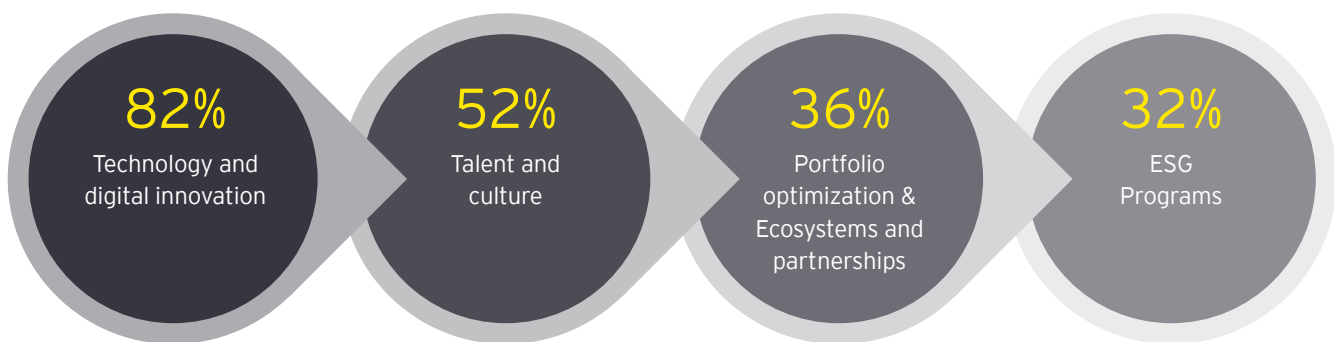 82%
Technology and
digital innovation
52%
Talent and
culture
36%
Portfolio
optimization &
Ecosystems and
partnerships
32%
ESG
Programs